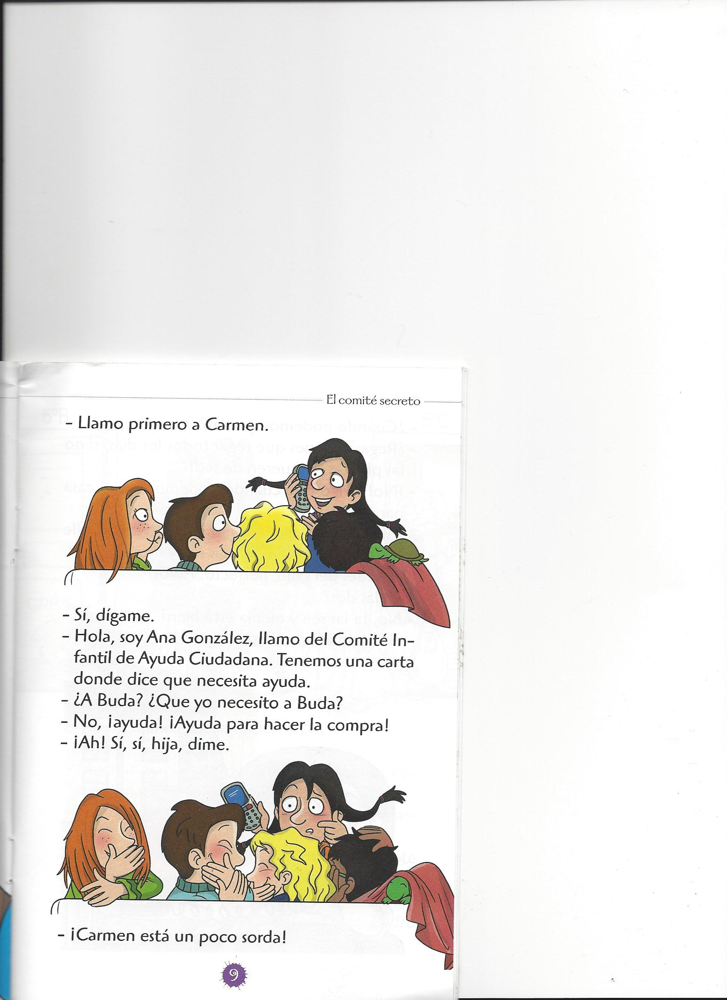 El comité secreto
– Llamo primero a Carmen.
– Sí, dígame.
– Hola, soy Ana González, llamo del Comité In-
fantil de Ayuda Ciudadana. Tenemos una carta
donde dice que necesita ayuda.
– ¿A Buda? ¿Que yo necesito a Buda?
– No, ¡ayuda! ¡Ayuda para hacer la compra!
– ¡Ah! Sí, sí, hija, dime.
– ¡Carmen está un poco sorda!
9